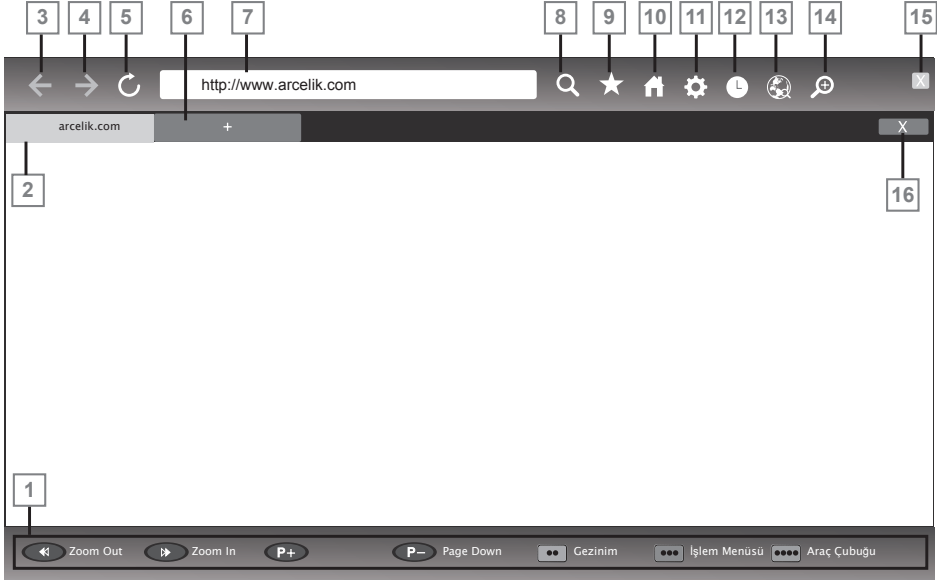 3 4 5 6 7 8 9 10 11 12 13 14 15
http://www.arcelik.com X
arcelik.com + X
2 16
1
Zoom Out Zoom In P+ P− Page Down Gezinim İşlem Menüsü Araç Çubuğu